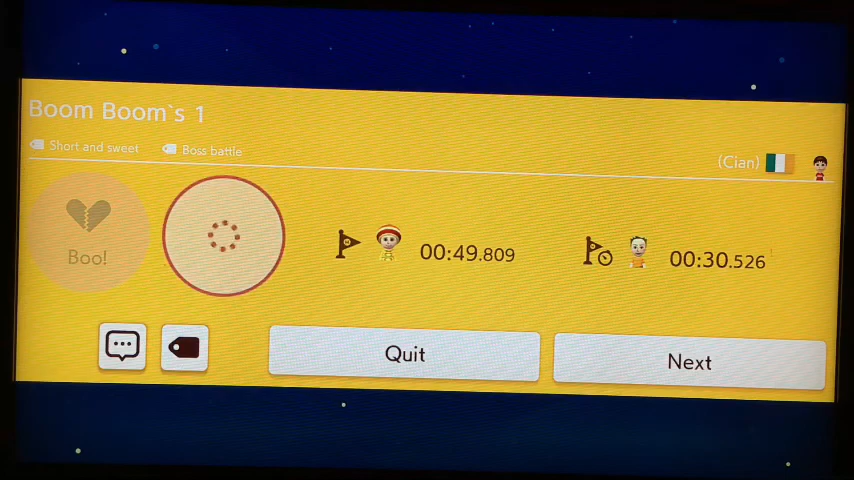 Boom Boom`s 1
Short and sweet
Boss battle
(Cian)
Boo!
00:49.809
00:30.526
Quit
Next